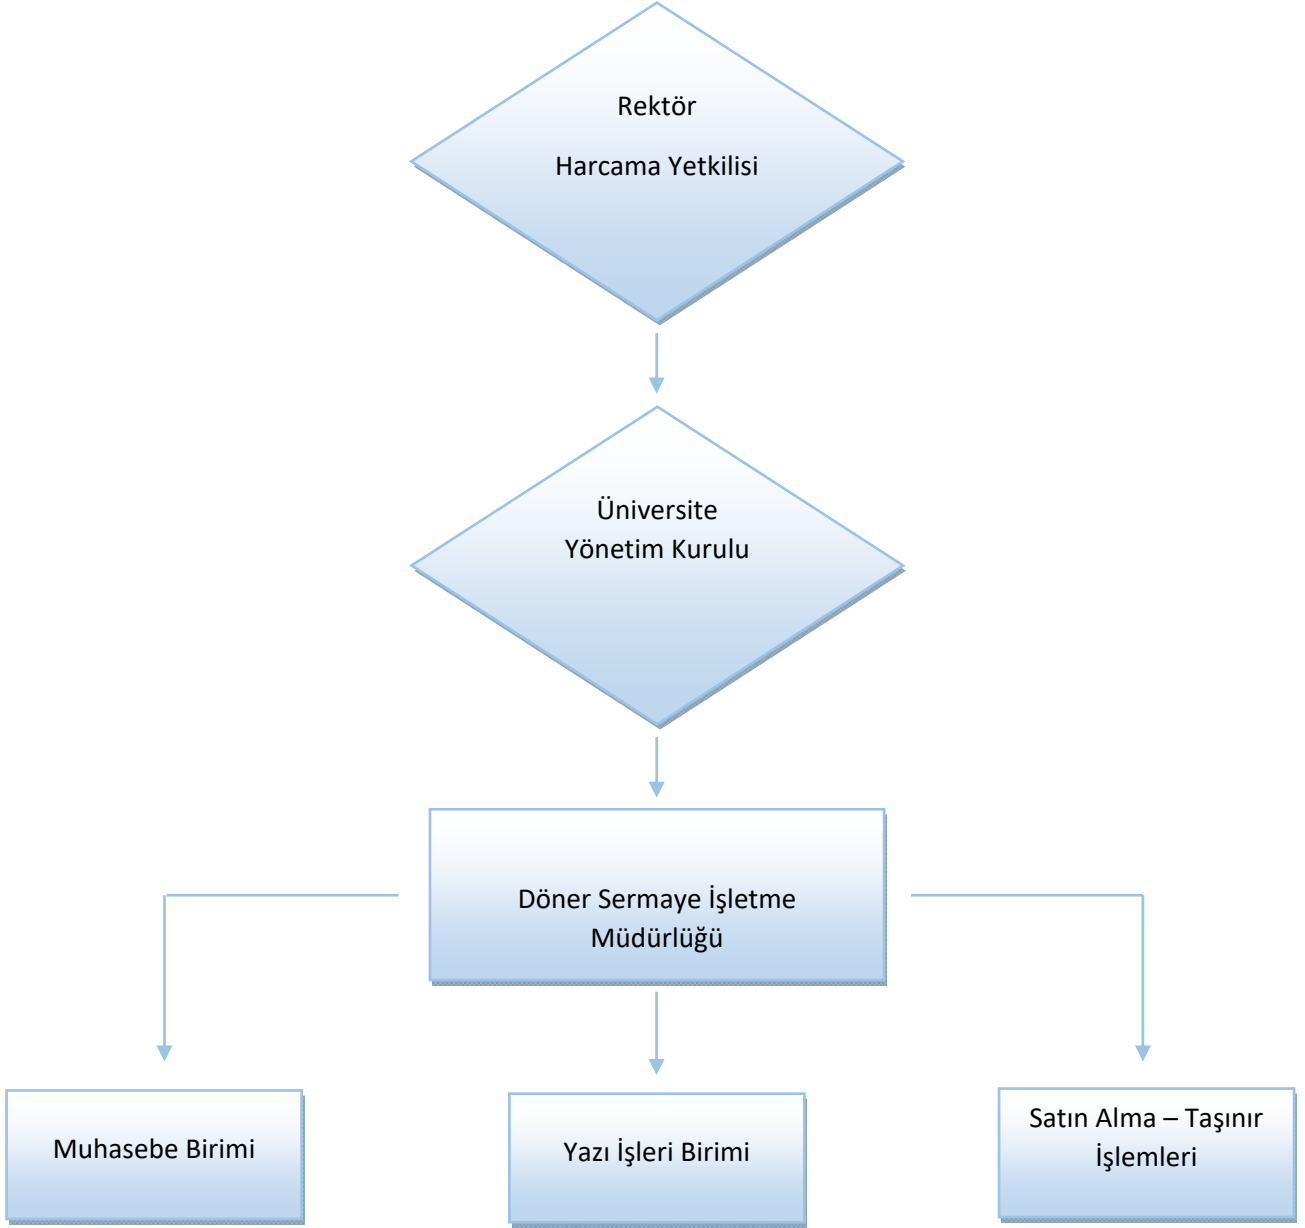 Rektör
Harcama Yetkilisi
Üniversite
Yönetim Kurulu
Döner Sermaye İşletme
Müdürlüğü
Muhasebe Birimi
Yazı İşleri Birimi
Satın Alma – Taşınır
İşlemleri